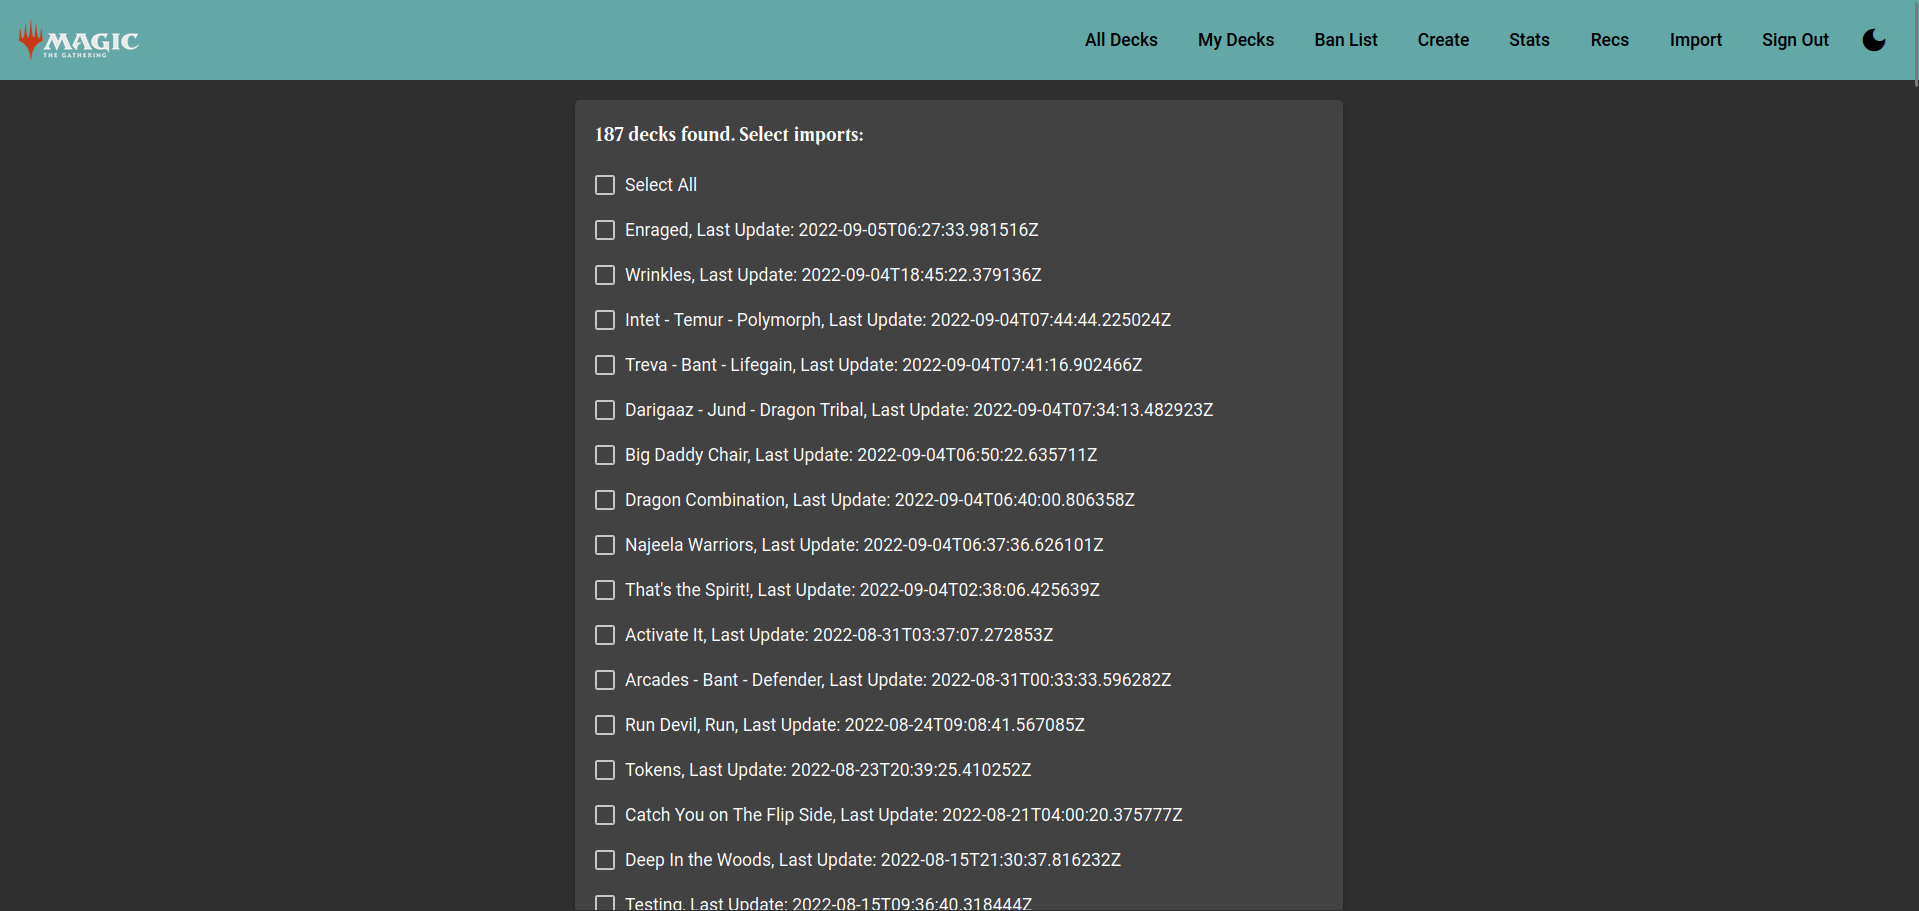 MAGIC
THE GATHERING
All Decks My Decks Ban List Create Stats Recs Import Sign Out
187 decks found. Select imports:
Select All
Enraged, Last Update: 2022-09-05T06:27:33.981516Z
Wrinkles, Last Update: 2022-09-04T18:45:22.379136Z
Intet - Temur - Polymorph, Last Update: 2022-09-04T07:44:44.225024Z
Treva - Bant - Lifegain, Last Update: 2022-09-04T07:41:16.902466Z
Darigaaz - Jund - Dragon Tribal, Last Update: 2022-09-04T07:34:13.482923Z
Big Daddy Chair, Last Update: 2022-09-04T06:50:22.635711Z
Dragon Combination, Last Update: 2022-09-04T06:40:00.806358Z
Najeela Warriors, Last Update: 2022-09-04T06:37:36.626101Z
That's the Spirit!, Last Update: 2022-09-04T02:38:06.425639Z
Activate It, Last Update: 2022-08-31T03:37:07.272853Z
Arcades - Bant - Defender, Last Update: 2022-08-31T00:33:33.596282Z
Run Devil, Run, Last Update: 2022-08-24T09:08:41.567085Z
Tokens, Last Update: 2022-08-23T20:39:25.410252Z
Catch You on The Flip Side, Last Update: 2022-08-21T04:00:20.375777Z
Deep In the Woods, Last Update: 2022-08-15T21:30:37.816232Z
Testing, Last Update: 2022-08-15T09:36:40.318444Z